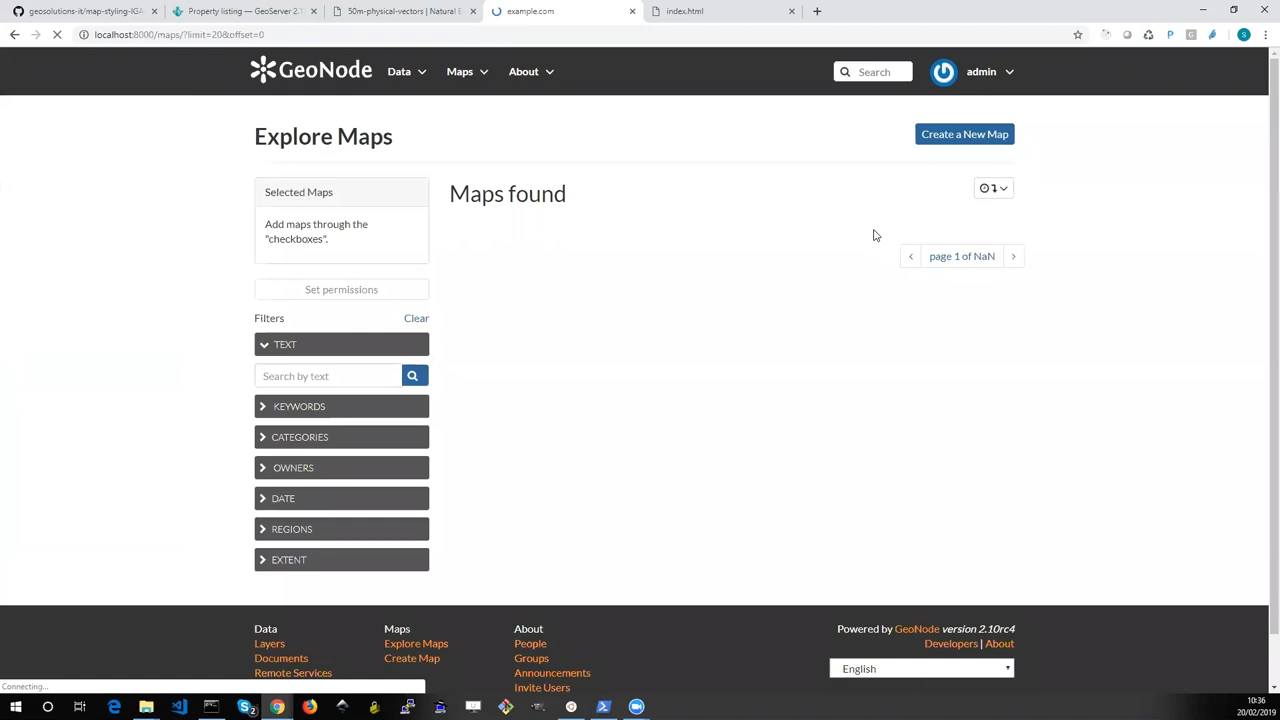 geosolutions-it/map-styling-IGA
Property listing — GeoServer 2.1
50m-physical-vectors | Natural E
example.com
index.html
localhost:8000/maps/?limit=20&offset=0
GeoNode
Data
Maps
About
Search
admin
Explore Maps
Create a New Map
Selected Maps
Add maps through the
"checkboxes".
Maps found
page 1 of NaN
Set permissions
Filters
Clear
TEXT
Search by text
KEYWORDS
CATEGORIES
OWNERS
DATE
REGIONS
EXTENT
Data
Layers
Documents
Remote Services
Maps
Explore Maps
Create Map
About
People
Groups
Announcements
Invite Users
Powered by GeoNode version 2.10rc4
Developers | About
English
Connecting...
10:36
20/02/2019